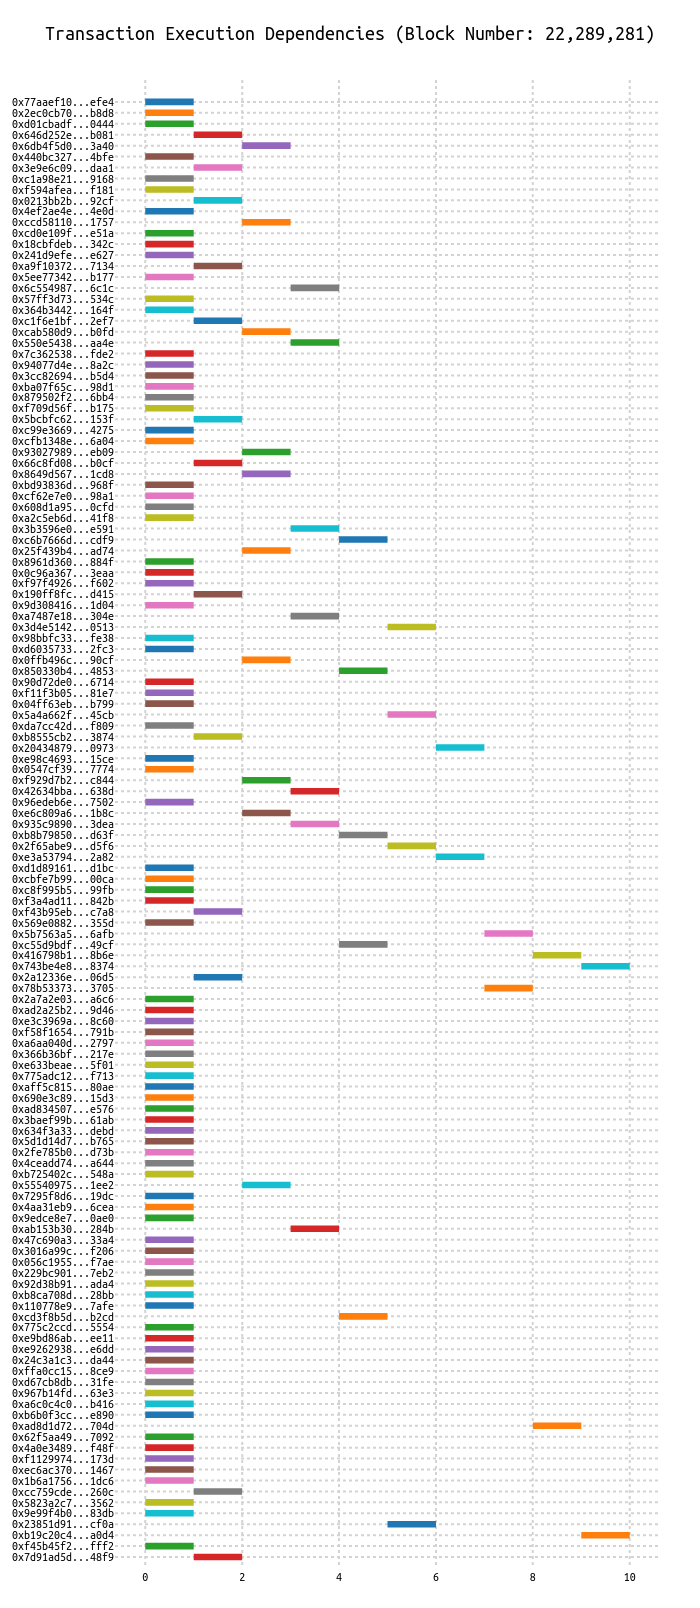 Transaction Execution Dependencies (Block Number: 22,289,281)
0x77aaef10...efe4
0x2ec0cb70...b8d8
0xd01cbadf...0444
0x646d252e...b081
0x6db4f5d0...3a40
0x440bc327...4bfe
0x3e9e6c09...daa1
0xc1a98e21...9168
0xf594afea...f181
0x0213bb2b...92cf
0x4ef2ae4e...4e0d
0xccd58110...1757
0xcd0e109f...e51a
0x18cbfdeb...342c
0x241d9efe...e627
0xa9f10372...7134
0x5ee77342...b177
0x6c554987...6c1c
0x57ff3d73...534c
0x364b3442...164f
0xc1f6e1bf...2ef7
0xcab580d9...b0fd
0x550e5438...aa4e
0x7c362538...fde2
0x94077d4e...8a2c
0x3cc82694...b5d4
0xba07f65c...98d1
0x879502f2...6bb4
0xf709d56f...b175
0x5bcbfc62...153f
0xc99e3669...4275
0xcfb1348e...6a04
0x93027989...eb09
0x66c8fd08...b0cf
0x8649d567...1cd8
0xbd93836d...968f
0xcf62e7e0...98a1
0x608d1a95...0cfd
0xa2c5eb6d...41f8
0x3b3596e0...e591
0xc6b7666d...cdf9
0x25f439b4...ad74
0x8961d360...884f
0x0c96a367...3eaa
0xf97f4926...f602
0x190ff8fc...d415
0x9d308416...1d04
0xa7487e18...304e
0x3d4e5142...0513
0x98bbfc33...fe38
0xd6035733...2fc3
0x0ffb496c...90cf
0x850330b4...4853
0x90d72de0...6714
0xf11f3b05...81e7
0x04ff63eb...b799
0x5a4a662f...45cb
0xda7cc42d...f809
0xb8555cb2...3874
0x20434879...0973
0xe98c4693...15ce
0x0547cf39...7774
0xf929d7b2...c844
0x42634bba...638d
0x96edeb6e...7502
0xe6c809a6...1b8c
0x935c9890...3dea
0xb8b79850...d63f
0x2f65abe9...d5f6
0xe3a53794...2a82
0xd1d89161...d1bc
0xcbfe7b99...00ca
0xc8f995b5...99fb
0xf3a4ad11...842b
0xf43b95eb...c7a8
0x569e0882...355d
0x5b7563a5...6afb
0xc55d9bdf...49cf
0x416798b1...8b6e
0x743be4e8...8374
0x2a12336e...06d5
0x78b53373...3705
0x2a7a2e03...a6c6
0xad2a25b2...9d46
0xe3c3969a...8c60
0xf58f1654...791b
0xa6aa040d...2797
0x366b36bf...217e
0xe633beae...5f01
0x775adc12...f713
0xaff5c815...80ae
0x690e3c89...15d3
0xad834507...e576
0x3baef99b...61ab
0x634f3a33...debd
0x5d1d14d7...b765
0x2fe785b0...d73b
0x4ceadd74...a644
0xb725402c...548a
0x55540975...1ee2
0x7295f8d6...19dc
0x4aa31eb9...6cea
0x9edce8e7...0ae0
0xab153b30...284b
0x47c690a3...33a4
0x3016a99c...f206
0x056c1955...f7ae
0x229bc901...7eb2
0x92d38b91...ada4
0xb8ca708d...28bb
0x110778e9...7afe
0xcd3f8b5d...b2cd
0x775c2ccd...5554
0xe9bd86ab...ee11
0xe9262938...e6dd
0x24c3a1c3...da44
0xffa0cc15...8ce9
0xd67cb8db...31fe
0x967b14fd...63e3
0xa6c0c4c0...b416
0xb6b0f3cc...e890
0xad8d1d72...704d
0x62f5aa49...7092
0x4a0e3489...f48f
0xf1129974...173d
0xec6ac370...1467
0x1b6a1756...1dc6
0xcc759cde...260c
0x5823a2c7...3562
0x9e99f4b0...83db
0x23851d91...cf0a
0xb19c20c4...a0d4
0xf45b45f2...fff2
0x7d91ad5d...48f9
0 2 4 6 8 10